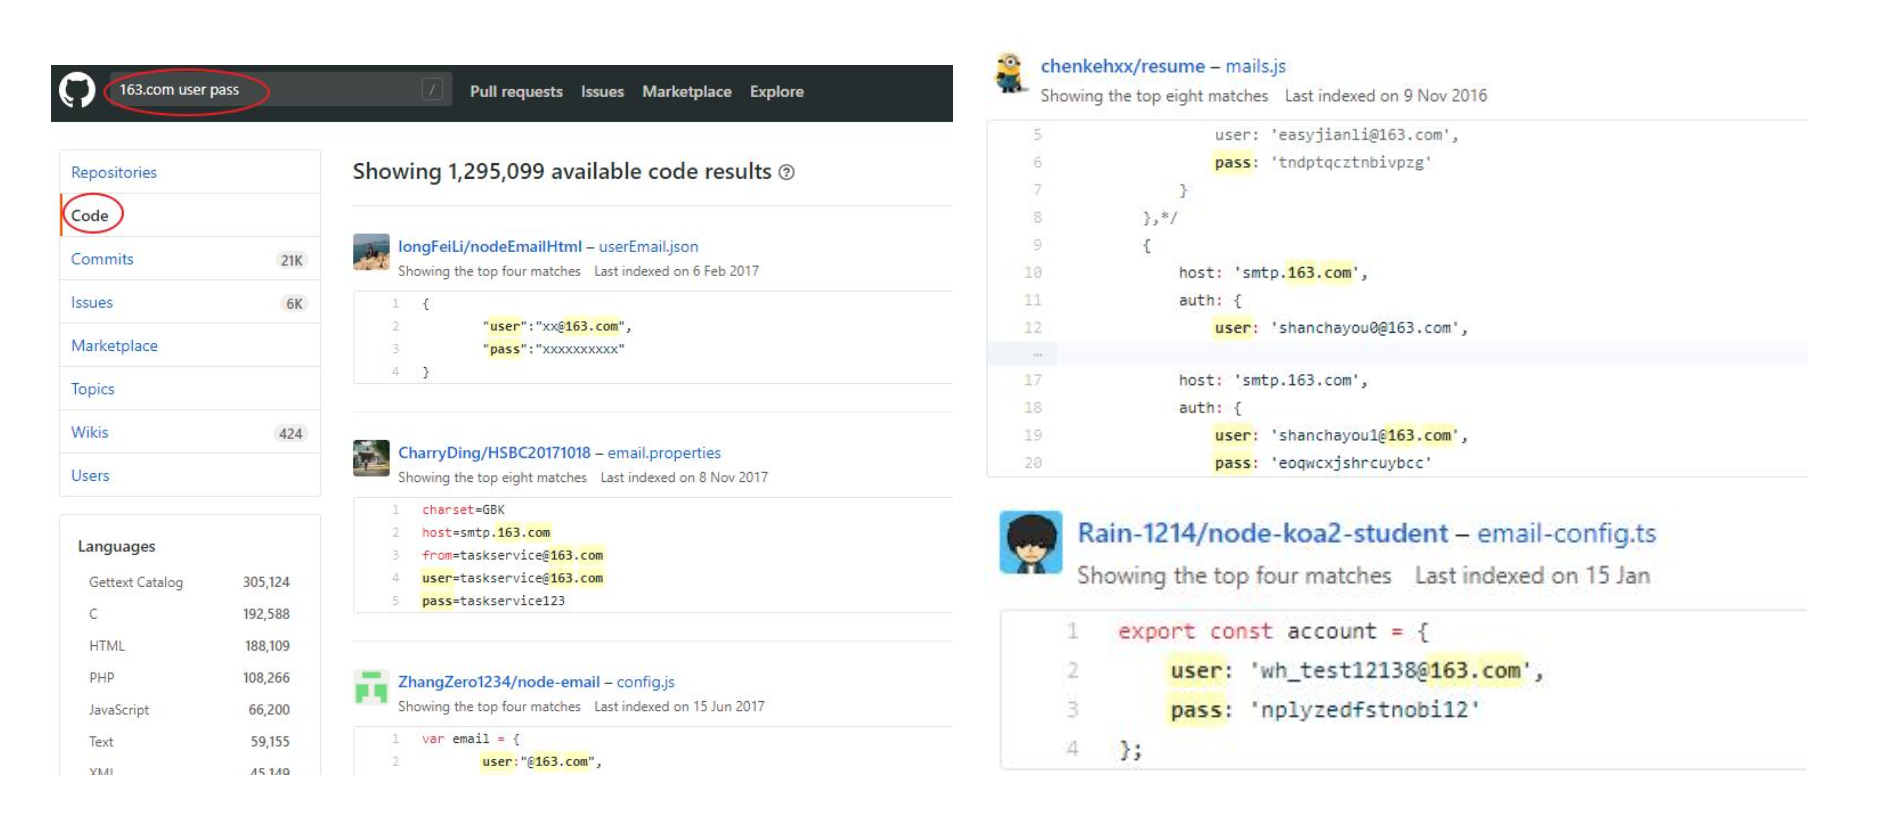 163.com user pass
/
Pull requests Issues Marketplace Explore
Repositories
Code
Commits 21K
Issues 6K
Marketplace
Topics
Wikis 424
Users
Languages
Gettext Catalog 305,124
C 192,588
HTML 188,109
PHP 108,266
JavaScript 66,200
Text 59,155
XML 45,149
Showing 1,295,099 available code results
longFeiLi/nodeEmailHtml – userEmail.json
Showing the top four matches Last indexed on 6 Feb 2017
1 {
2 "user":"xx@163.com",
3 "pass":"xxxxxxxxxx"
4 }
CharryDing/HSBC20171018 – email.properties
Showing the top eight matches Last indexed on 8 Nov 2017
1 charset=GBK
2 host=smtp.163.com
3 from=taskservice@163.com
4 user=taskservice@163.com
5 pass=taskservice123
ZhangZero1234/node-email – config.js
Showing the top four matches Last indexed on 15 Jun 2017
1 var email = {
2 user:"@163.com",
chenkehxx/resume – mails.js
Showing the top eight matches Last indexed on 9 Nov 2016
5 user: 'easyjianli@163.com',
6 pass: 'tndptqcztnbivpzg'
7 }
8 },*/
9 {
10 host: 'smtp.163.com',
11 auth: {
12 user: 'shanchayou0@163.com',
…
17 host: 'smtp.163.com',
18 auth: {
19 user: 'shanchayou1@163.com',
20 pass: 'eoqwcxjshrcuybcc'
Rain-1214/node-koa2-student – email-config.ts
Showing the top four matches Last indexed on 15 Jan
1 export const account = {
2 user: 'wh_test12138@163.com',
3 pass: 'nplyzedfstnobi12'
4 };